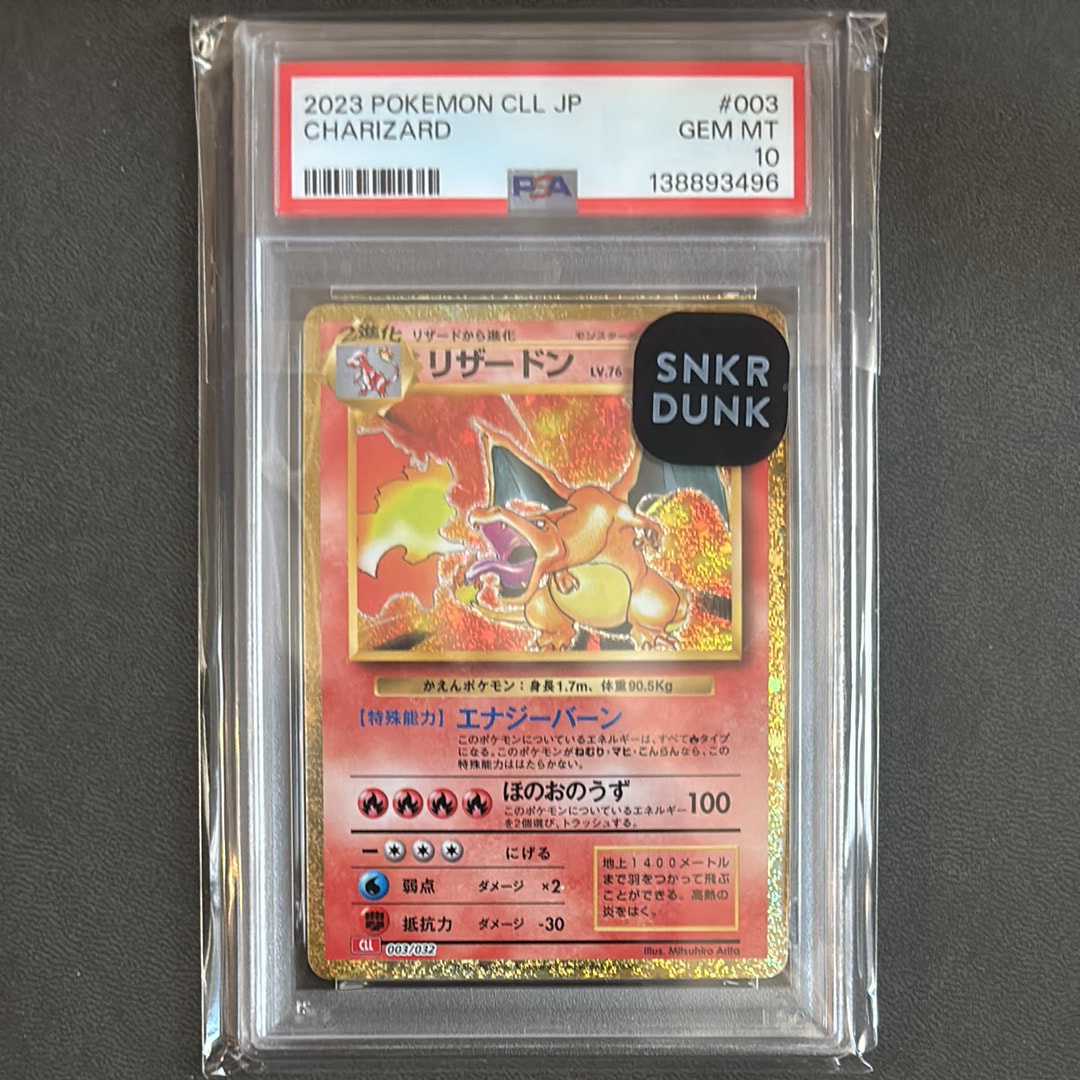 2023 POKEMON CLL JP #003
CHARIZARD GEM MT
10
PSA 138893496
2進化 リザードから進化 モンスター
リザードン LV.76
SNKR
DUNK
かえんポケモン：身長1.7m、体重90.5Kg
【特殊能力】エナジーバーン
このポケモンについているエネルギーは、すべて タイプ
になる。このポケモンがねむり・マヒ・こんらんなら、この
特殊能力ははたらかない。
ほのおのうず
このポケモンについているエネルギー 100
を2個選び、トラッシュする。
にげる
弱点 ダメージ ×2
抵抗力 ダメージ -30
地上1400メートル
まで羽をつかって飛ぶ
ことができる。高熱の
炎をはく。
CLL 003/032
Illus. Mitsuhiro Arita